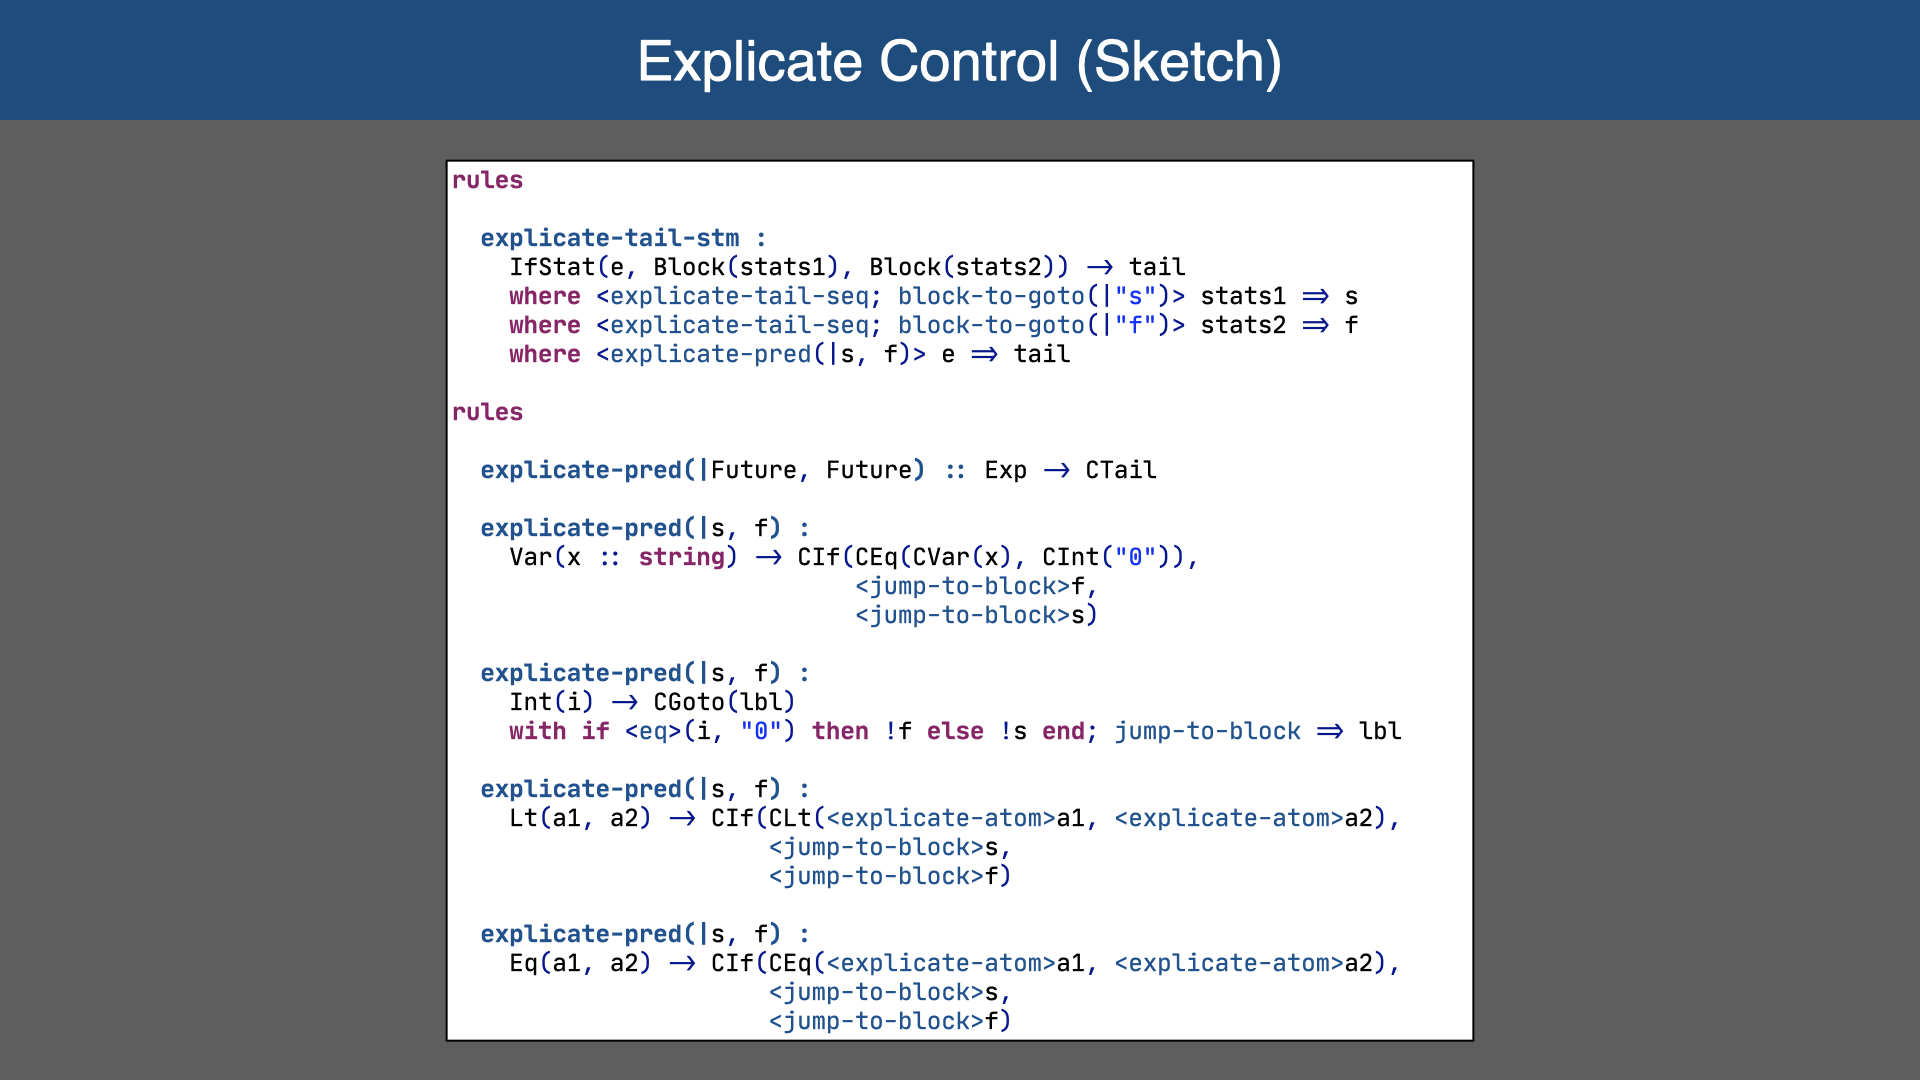 Explicate Control (Sketch)
rules
explicate-tail-stm :
IfStat(e, Block(stats1), Block(stats2)) → tail
where <explicate-tail-seq; block-to-goto(|"s")> stats1 ⇒ s
where <explicate-tail-seq; block-to-goto(|"f")> stats2 ⇒ f
where <explicate-pred(|s, f)> e ⇒ tail
rules
explicate-pred(|Future, Future) :: Exp → CTail
explicate-pred(|s, f) :
Var(x :: string) → CIf(CEq(CVar(x), CInt("0")),
<jump-to-block>f,
<jump-to-block>s)
explicate-pred(|s, f) :
Int(i) → CGoto(lbl)
with if <eq>(i, "0") then !f else !s end; jump-to-block ⇒ lbl
explicate-pred(|s, f) :
Lt(a1, a2) → CIf(CLt(<explicate-atom>a1, <explicate-atom>a2),
<jump-to-block>s,
<jump-to-block>f)
explicate-pred(|s, f) :
Eq(a1, a2) → CIf(CEq(<explicate-atom>a1, <explicate-atom>a2),
<jump-to-block>s,
<jump-to-block>f)